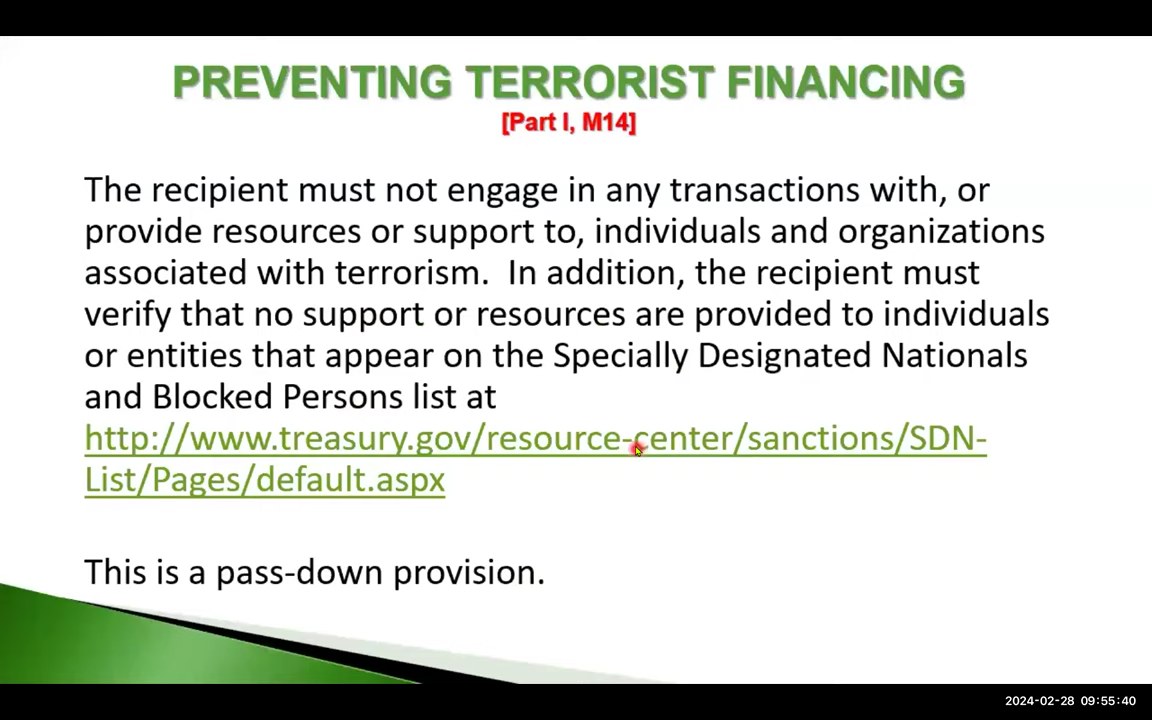 PREVENTING TERRORIST FINANCING
[Part I, M14]
The recipient must not engage in any transactions with, or
provide resources or support to, individuals and organizations
associated with terrorism.  In addition, the recipient must
verify that no support or resources are provided to individuals
or entities that appear on the Specially Designated Nationals
and Blocked Persons list at
http://www.treasury.gov/resource-center/sanctions/SDN-
List/Pages/default.aspx
This is a pass-down provision.
2024-02-28 09:55:40